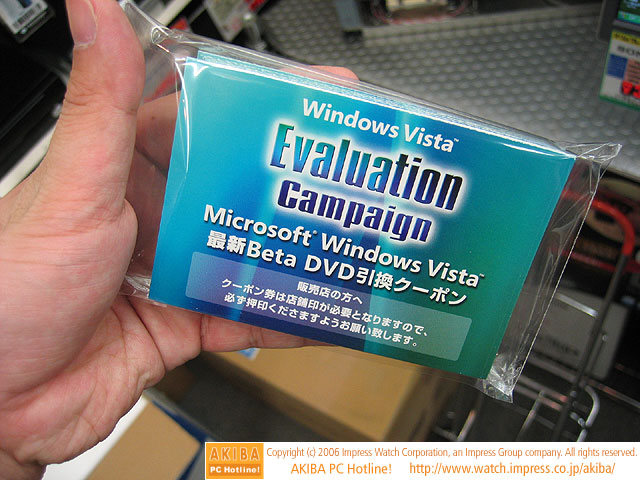 Windows Vista™
Evaluation
Campaign
Microsoft® Windows Vista™
最新Beta DVD引換クーポン
販売店の方へ
クーポン券は店舗印が必要となりますので、
必ず押印くださますようお願い致します。
AKIBA
PC Hotline!
Copyright (c) 2006 Impress Watch Corporation, an Impress Group company. All rights reserved.
AKIBA PC Hotline! http://www.watch.impress.co.jp/akiba/